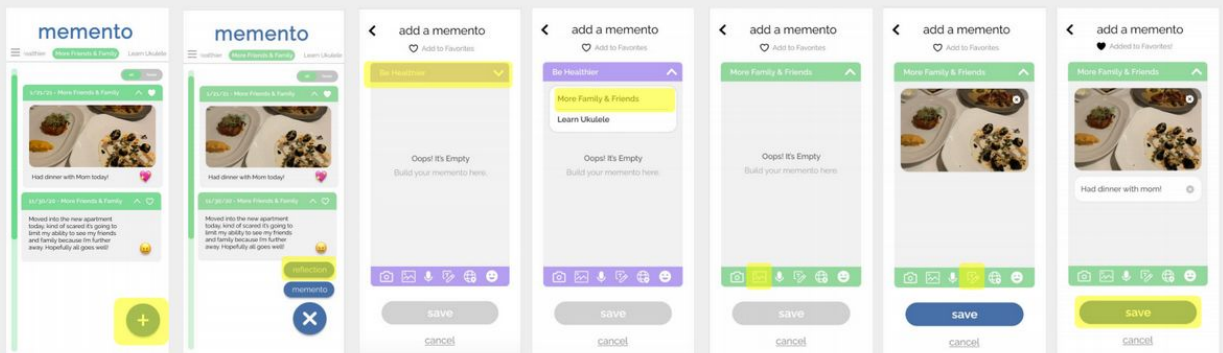 memento
ealthier More Friends & Family Learn Ukulele
1/01/21 - More Friends & Family
Had dinner with Mom today!
11/30/20 - More Friends & Family
Moved into the new apartment
today, kind of scared it's going to
limit my ability to see my friends
and family because I'm further
away. Hopefully all goes well!
+
memento
ealthier More Friends & Family Learn Ukulele
1/01/21 - More Friends & Family
Had dinner with Mom today!
11/30/20 - More Friends & Family
Moved into the new apartment
today, kind of scared it's going to
limit my ability to see my friends
and family because I'm further
away. Hopefully all goes well!
reflection
memento
add a memento
Add to Favorites
Be Healthier
Oops! It's Empty
Build your memento here.
save
cancel
add a memento
Add to Favorites
Be Healthier
More Family & Friends
Learn Ukulele
Oops! It's Empty
Build your memento here.
save
cancel
add a memento
Add to Favorites
More Family & Friends
Oops! It's Empty
Build your memento here.
save
cancel
add a memento
Add to Favorites
More Family & Friends
save
cancel
add a memento
Added to Favorites!
More Family & Friends
Had dinner with mom!
save
cancel